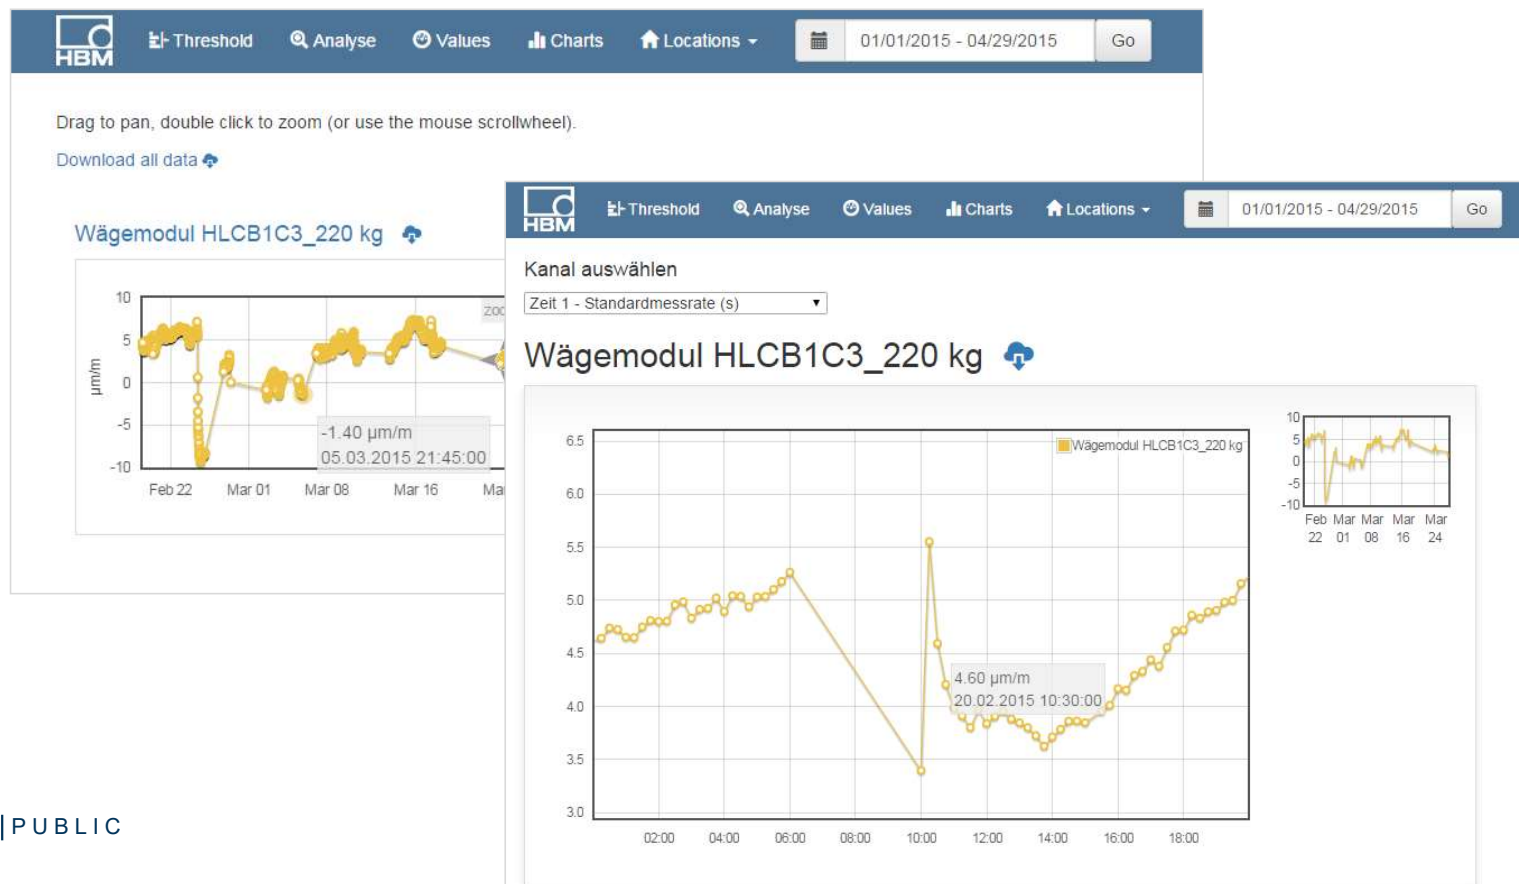 HBM
Threshold
Analyse
Values
Charts
Locations
01/01/2015 - 04/29/2015
Go
Drag to pan, double click to zoom (or use the mouse scrollwheel).
Download all data
Wägemodul HLCB1C3_220 kg
10
5
0
-5
-10
µm/m
-1.40 µm/m
05.03.2015 21:45:00
Feb 22
Mar 01
Mar 08
Mar 16
HBM
Threshold
Analyse
Values
Charts
Locations
01/01/2015 - 04/29/2015
Go
Kanal auswählen
Zeit 1 - Standardmessrate (s)
Wägemodul HLCB1C3_220 kg
6.5
6.0
5.5
5.0
4.5
4.0
3.5
3.0
Wägemodul HLCB1C3_220 kg
4.60 µm/m
20.02.2015 10:30:00
02:00
04:00
06:00
08:00
10:00
12:00
14:00
16:00
18:00
10
5
0
-5
-10
Feb Mar Mar Mar Mar
22 01 08 16 24
PUBLIC